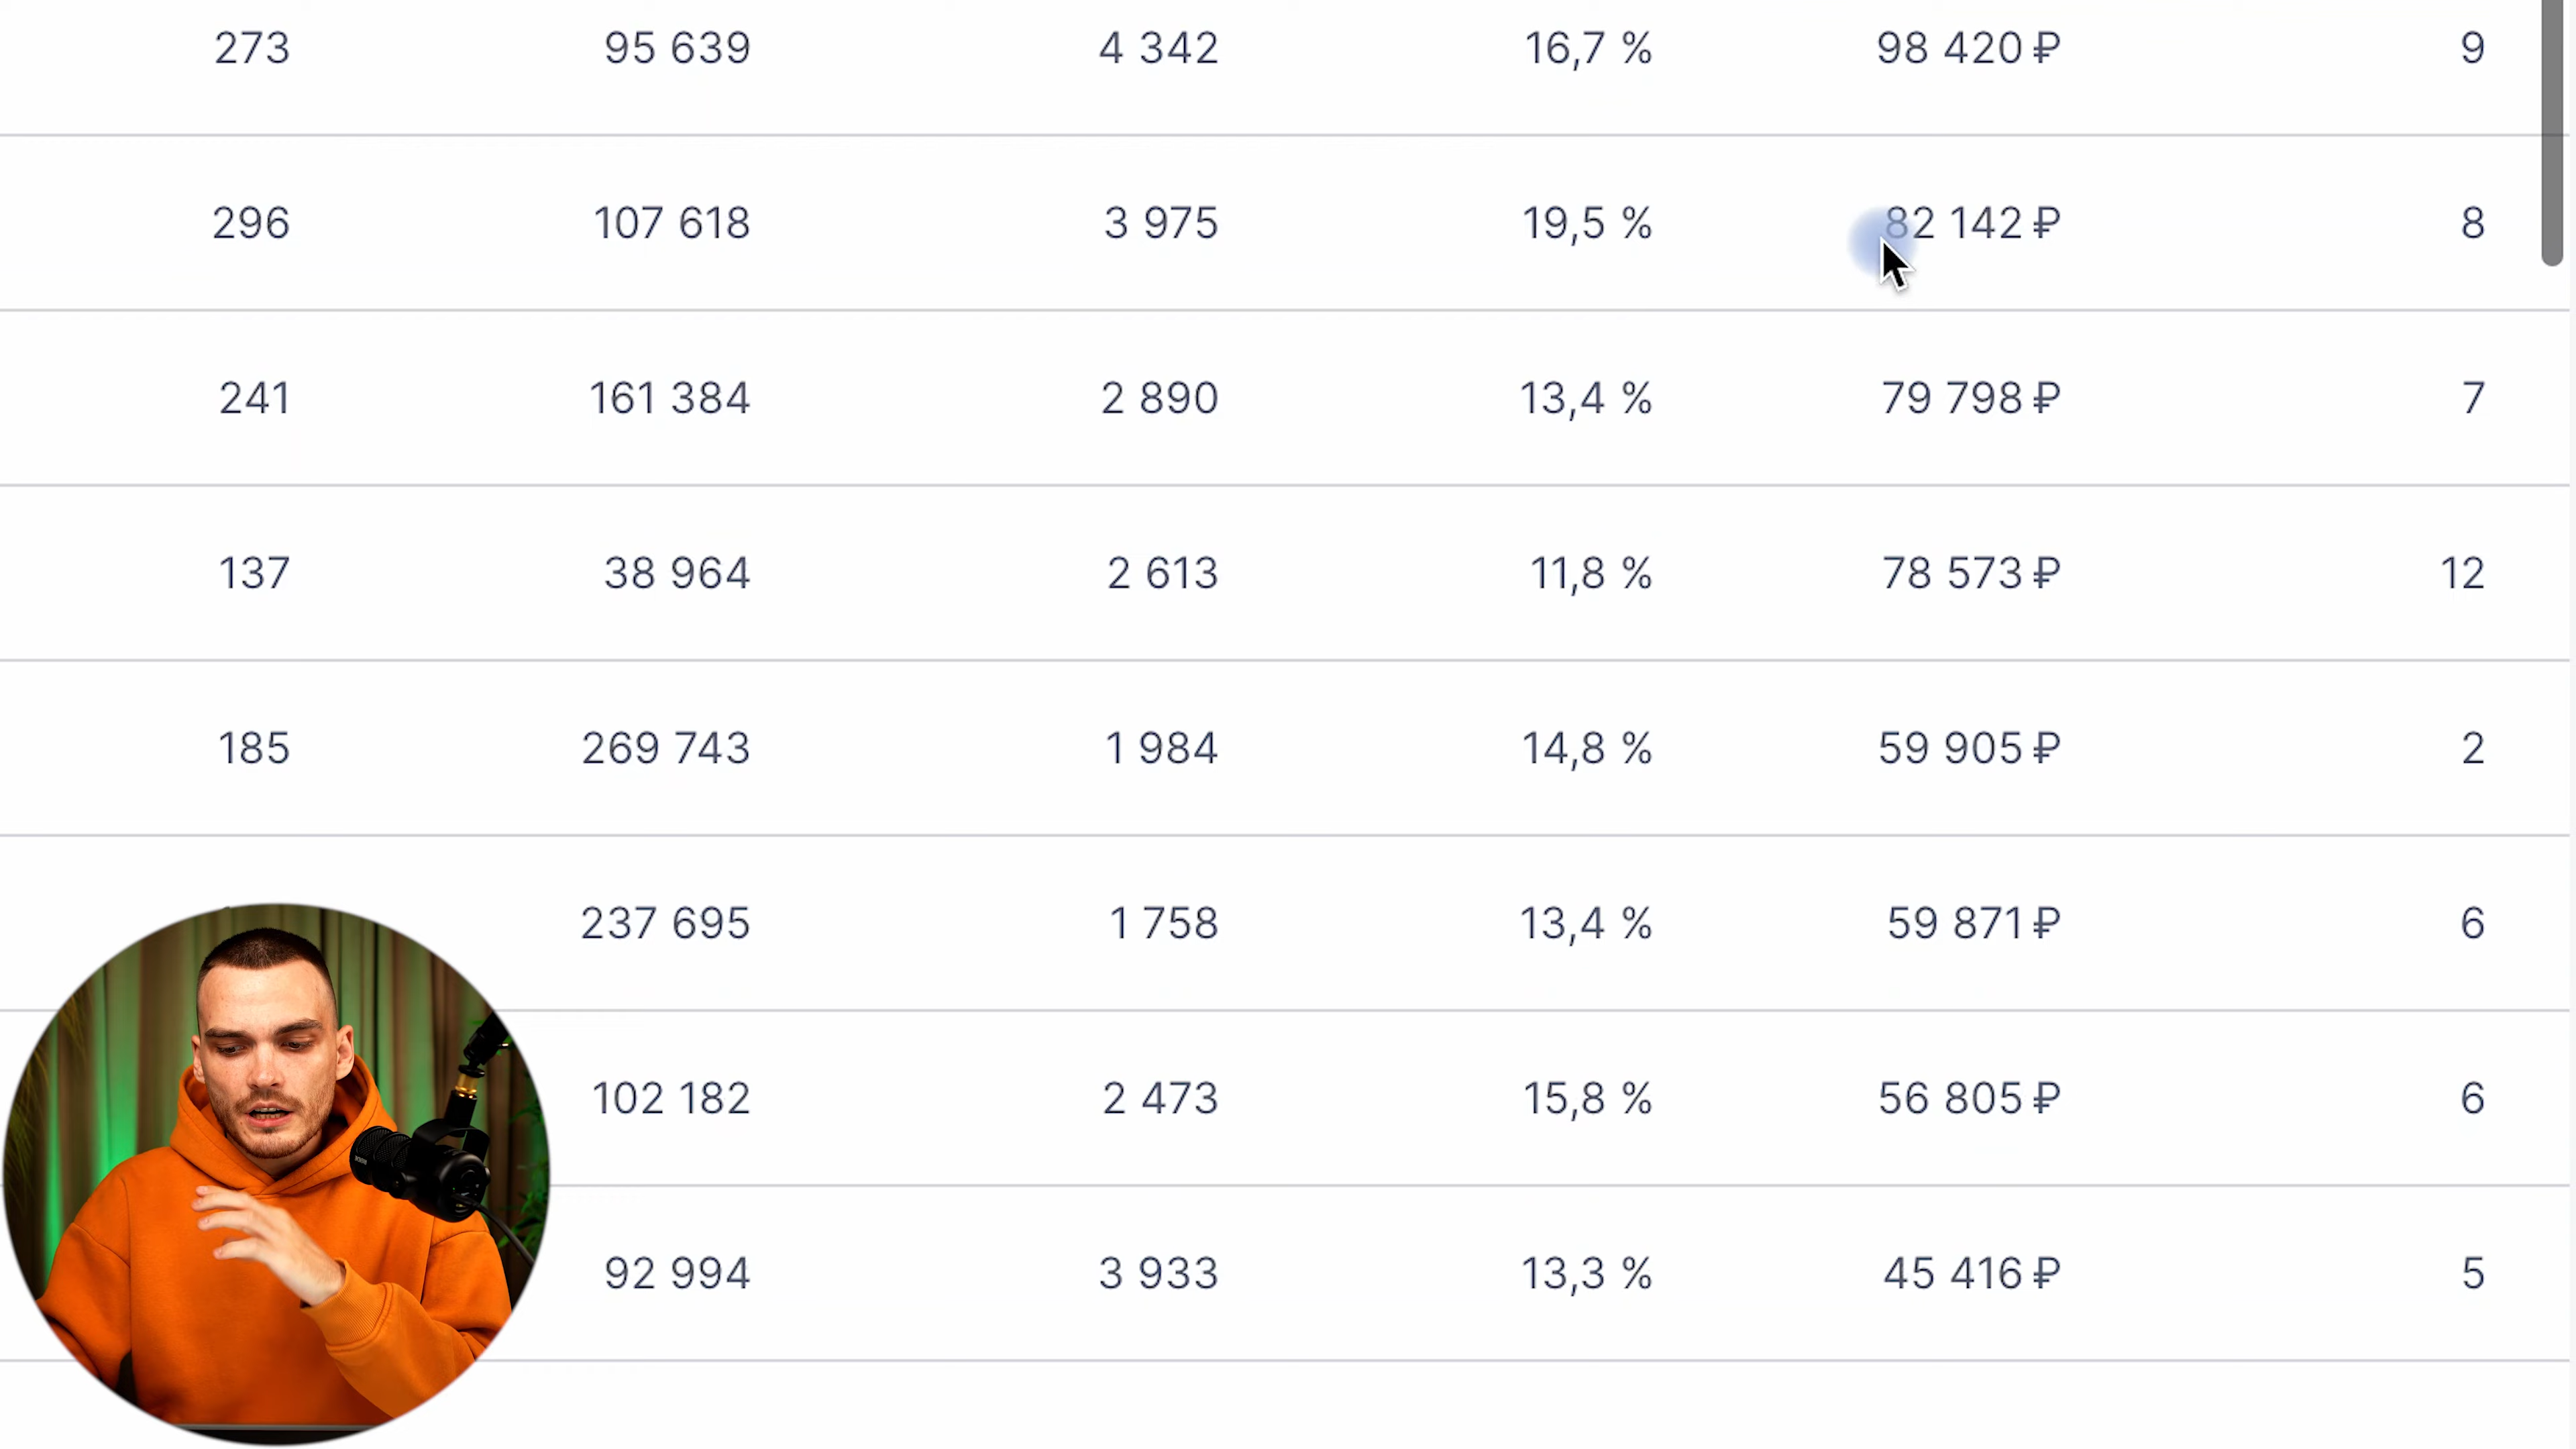 273 95 639 4 342 16,7 % 98 420 ₽ 9
296 107 618 3 975 19,5 % 82 142 ₽ 8
241 161 384 2 890 13,4 % 79 798 ₽ 7
137 38 964 2 613 11,8 % 78 573 ₽ 12
185 269 743 1 984 14,8 % 59 905 ₽ 2
237 695 1 758 13,4 % 59 871 ₽ 6
102 182 2 473 15,8 % 56 805 ₽ 6
92 994 3 933 13,3 % 45 416 ₽ 5